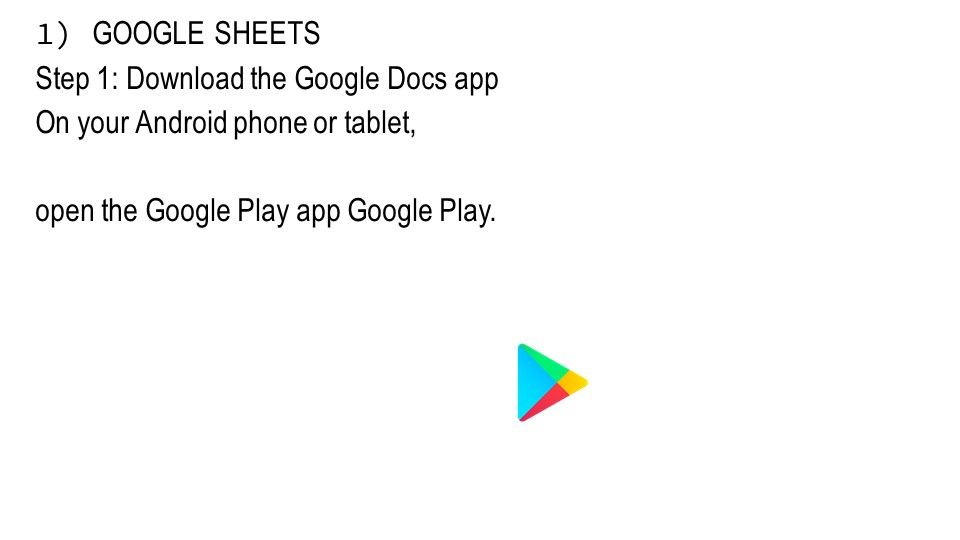 1) GOOGLE SHEETS
Step 1: Download the Google Docs app
On your Android phone or tablet,
open the Google Play app Google Play.